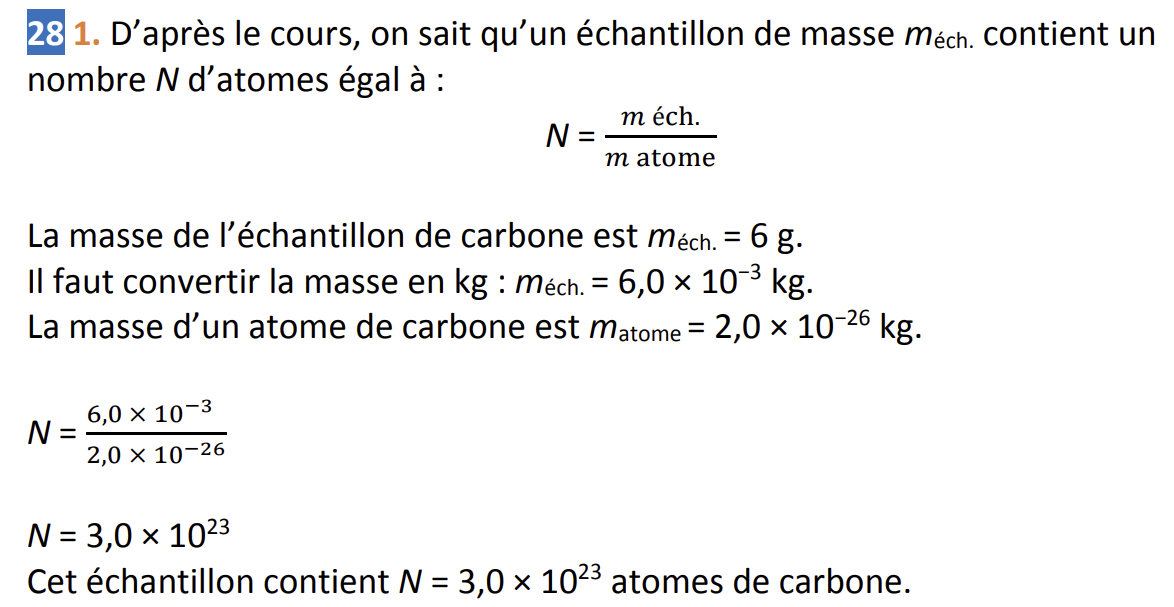 28 1. D’après le cours, on sait qu’un échantillon de masse méch. contient un
nombre N d’atomes égal à :
N = m éch. / m atome
La masse de l’échantillon de carbone est méch. = 6 g.
Il faut convertir la masse en kg : méch. = 6,0 × 10⁻³ kg.
La masse d’un atome de carbone est matome = 2,0 × 10⁻²⁶ kg.
N = 6,0 × 10⁻³ / 2,0 × 10⁻²⁶
N = 3,0 × 10²³
Cet échantillon contient N = 3,0 × 10²³ atomes de carbone.